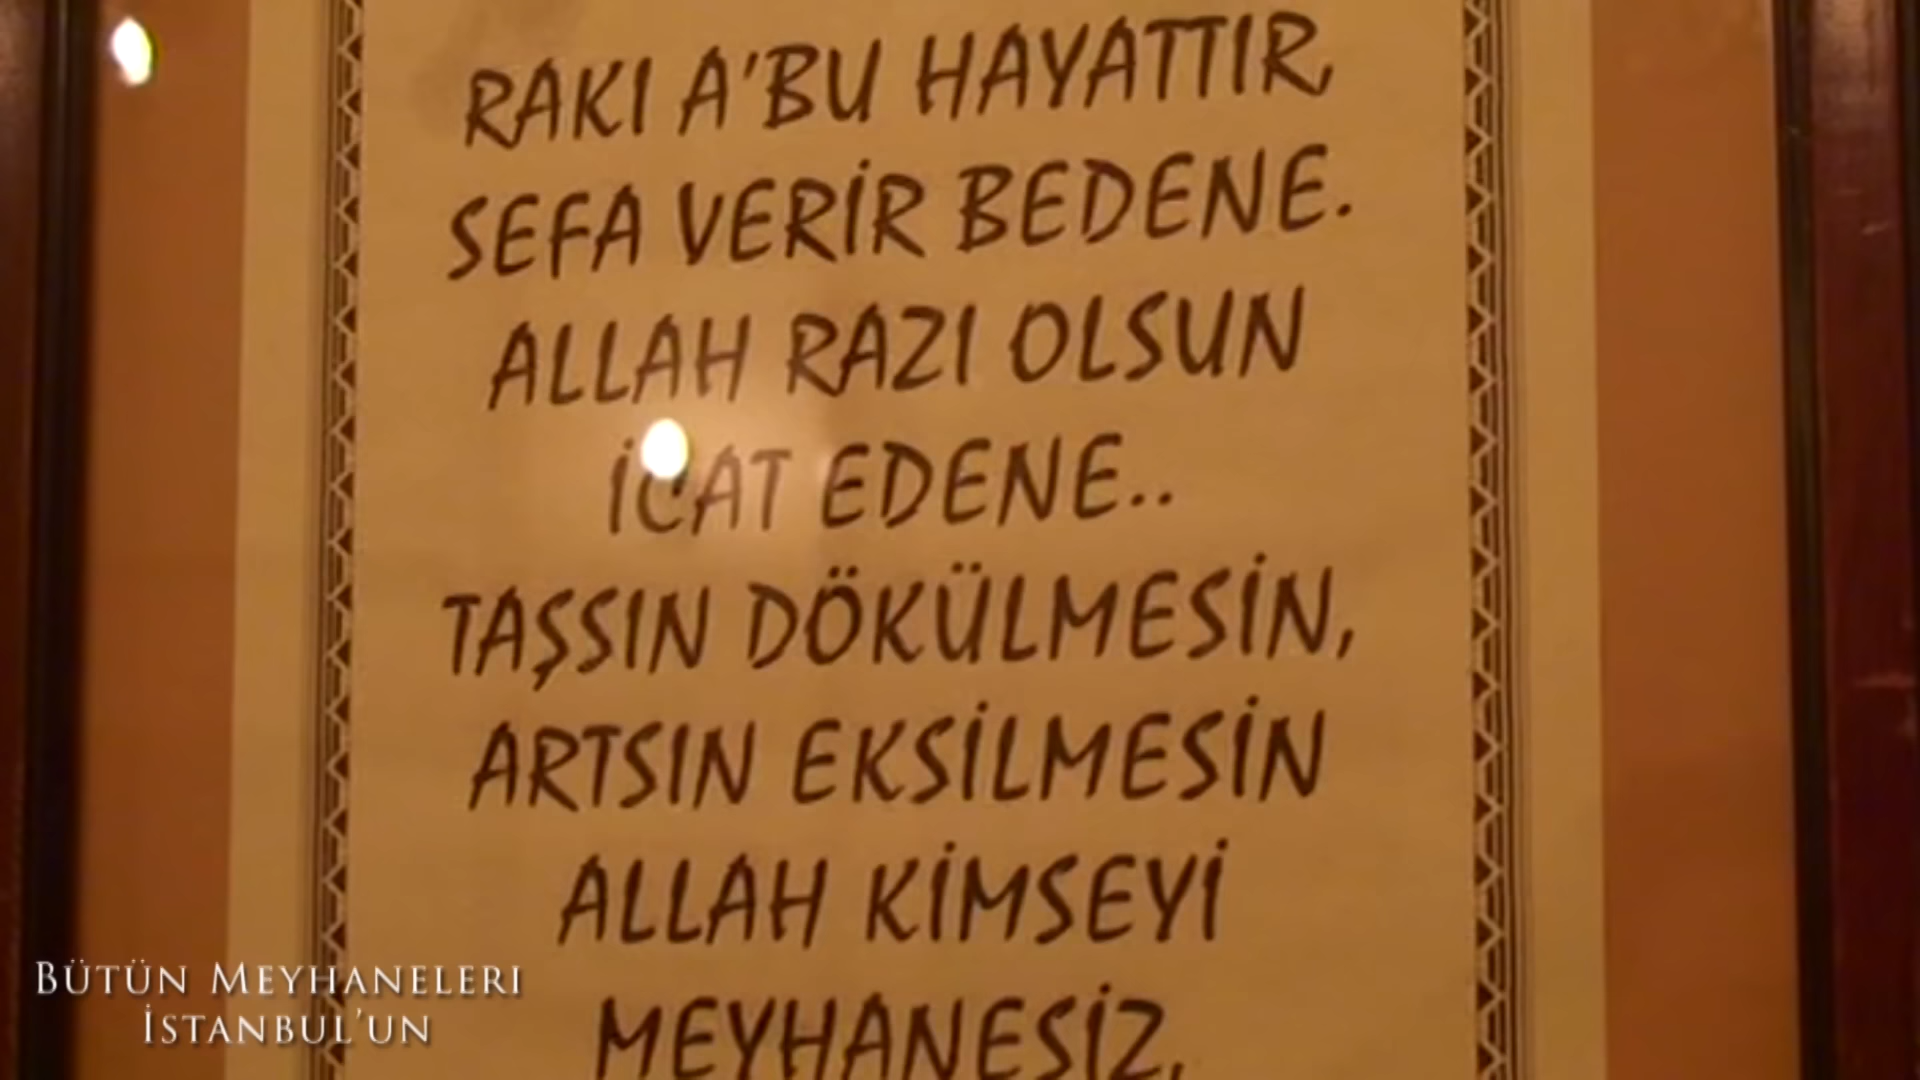 RAKI A'BU HAYATTIR,
SEFA VERİR BEDENE.
ALLAH RAZI OLSUN
İCAT EDENE..
TAŞSIN DÖKÜLMESİN,
ARTSIN EKSİLMESİN
ALLAH KİMSEYİ
MEYHANESİZ,
BÜTÜN MEYHANELERI
İSTANBUL'UN